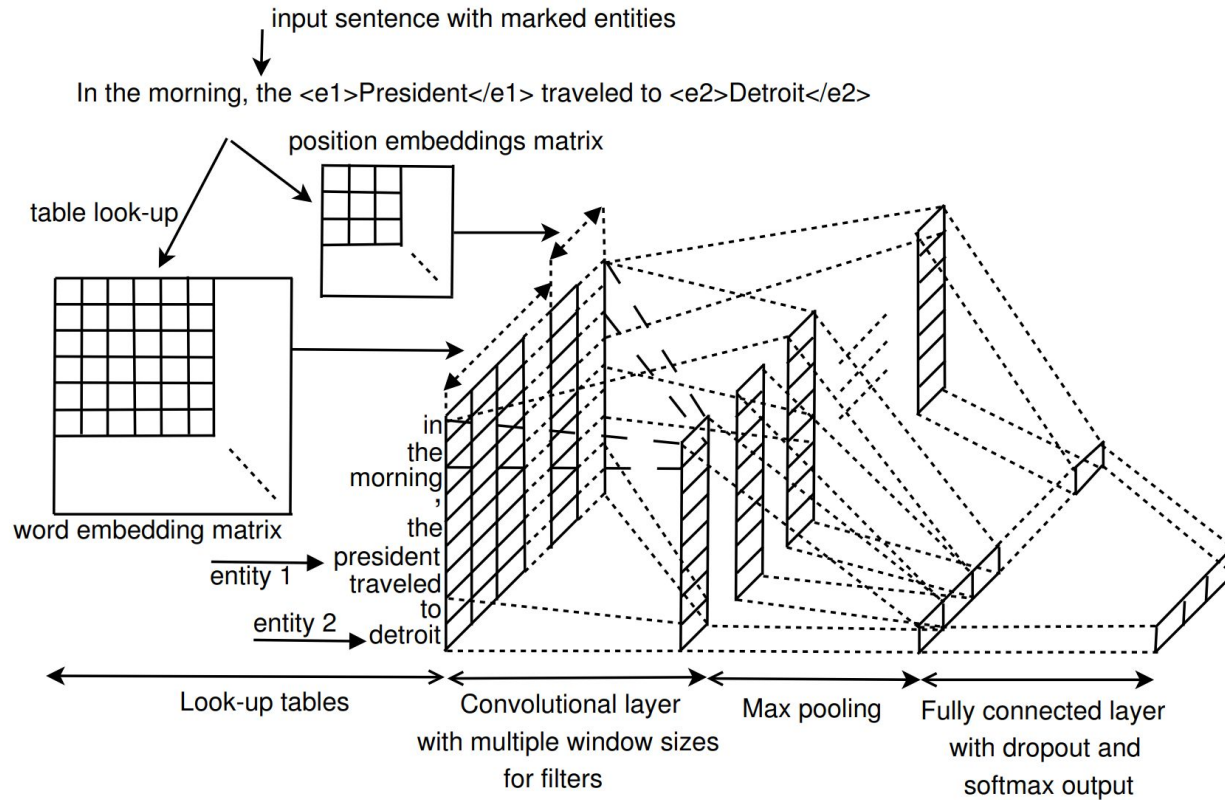 input sentence with marked entities
In the morning, the <e1>President</e1> traveled to <e2>Detroit</e2>
position embeddings matrix
table look-up
word embedding matrix
in
the
morning
,
the
president
traveled
to
detroit
entity 1
entity 2
Look-up tables
Convolutional layer
with multiple window sizes
for filters
Max pooling
Fully connected layer
with dropout and
softmax output